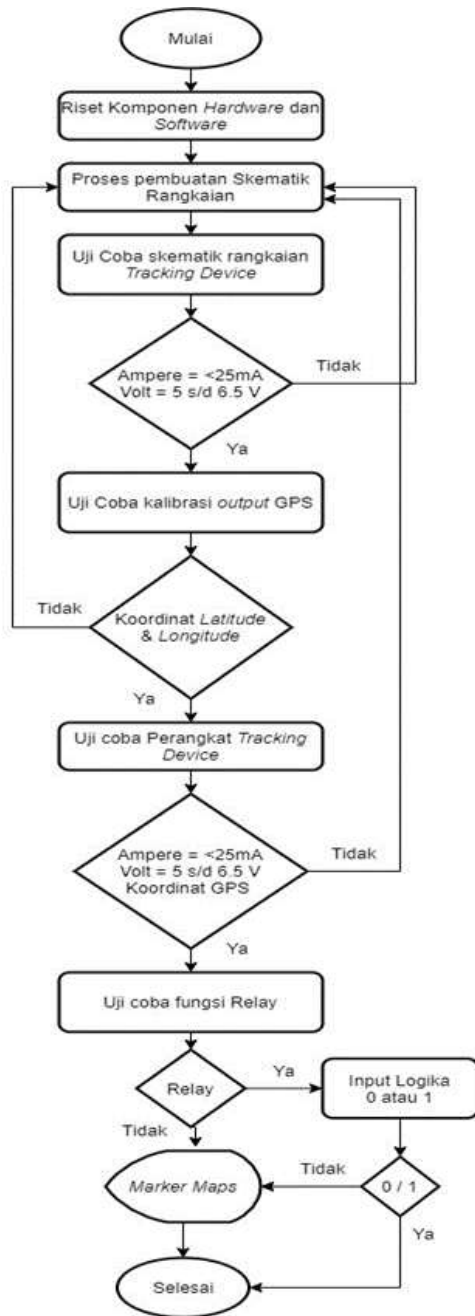 Mulai
Riset Komponen Hardware dan
Software
Proses pembuatan Skematik
Rangkaian
Uji Coba skematik rangkaian
Tracking Device
Ampere = <25mA
Volt = 5 s/d 6.5 V
Tidak
Ya
Uji Coba kalibrasi output GPS
Tidak
Koordinat Latitude
& Longitude
Ya
Uji coba Perangkat Tracking
Device
Ampere = <25mA
Volt = 5 s/d 6.5 V
Koordinat GPS
Tidak
Ya
Uji coba fungsi Relay
Relay
Ya
Input Logika
0 atau 1
Tidak
Marker Maps
Tidak
0 / 1
Ya
Selesai